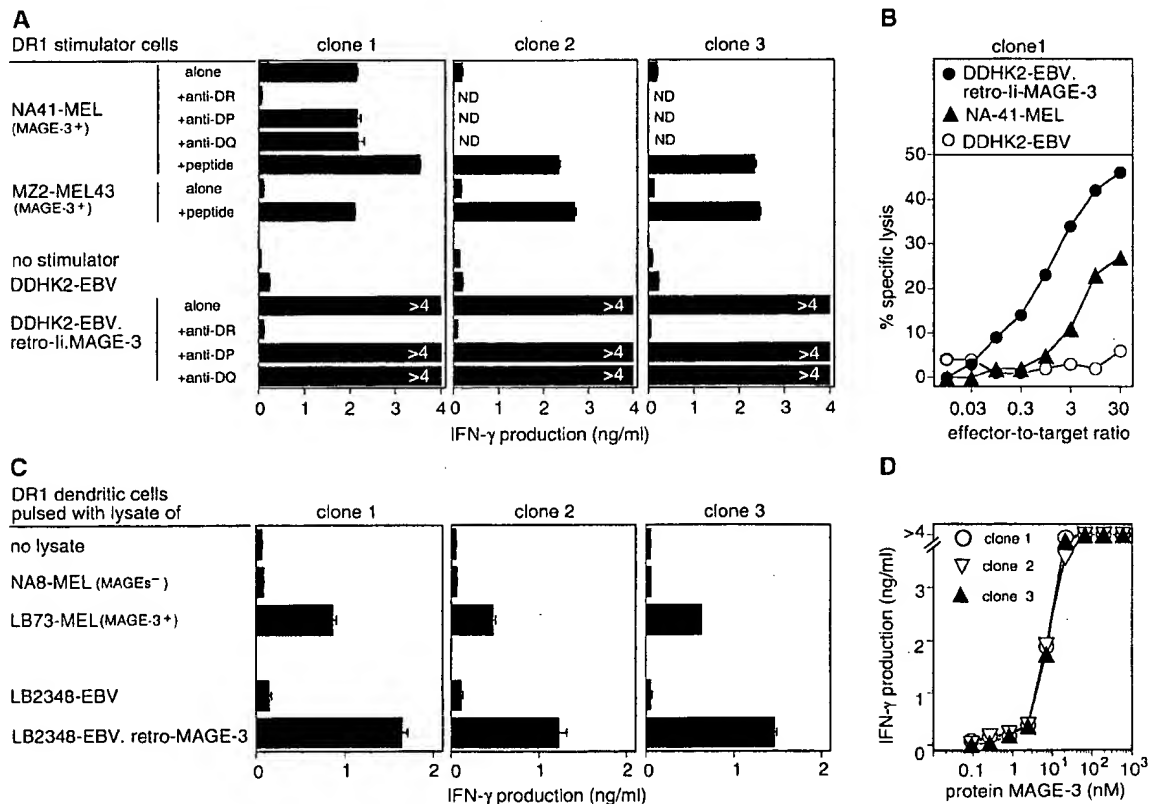 A
DR1 stimulator cells
clone 1
clone 2
clone 3
NA41-MEL
(MAGE-3+)
alone
+anti-DR
ND
ND
+anti-DP
ND
ND
+anti-DQ
ND
ND
+peptide
MZ2-MEL43
(MAGE-3+)
alone
+peptide
no stimulator
DDHK2-EBV
DDHK2-EBV.
retro-Ii.MAGE-3
alone
>4
>4
>4
+anti-DR
+anti-DP
>4
>4
>4
+anti-DQ
>4
>4
>4
0 1 2 3 4
0 1 2 3 4
0 1 2 3 4
IFN-γ production (ng/ml)
B
clone1
DDHK2-EBV.
retro-Ii-MAGE-3
NA-41-MEL
DDHK2-EBV
% specific lysis
50
40
30
20
10
0
0.03 0.3 3 30
effector-to-target ratio
C
DR1 dendritic cells
pulsed with lysate of
clone 1
clone 2
clone 3
no lysate
NA8-MEL (MAGEs−)
LB73-MEL(MAGE-3+)
LB2348-EBV
LB2348-EBV. retro-MAGE-3
0 1 2
0 1 2
0 1 2
IFN-γ production (ng/ml)
D
IFN-γ production (ng/ml)
>4
3
2
1
0
clone 1
clone 2
clone 3
0.1 1 10¹ 10² 10³
protein MAGE-3 (nM)